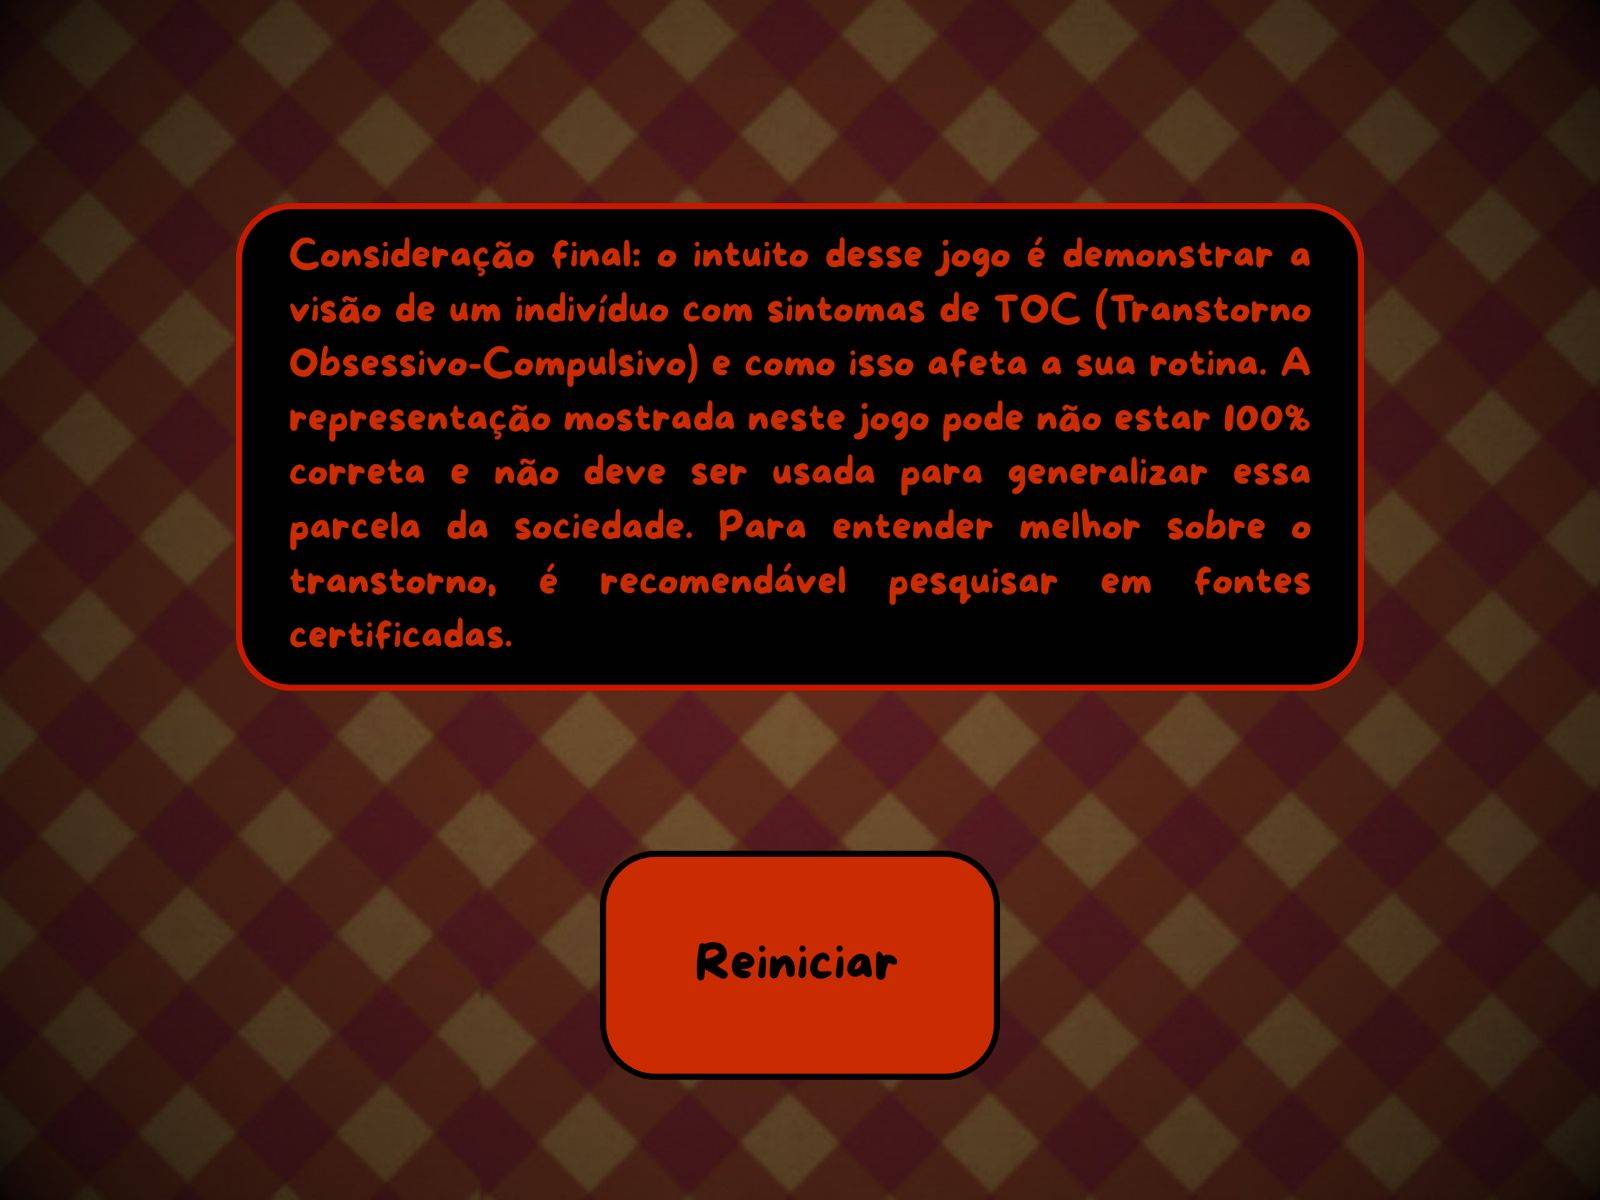 Consideração final: o intuito desse jogo é demonstrar a
visão de um indivíduo com sintomas de TOC (Transtorno
Obsessivo-Compulsivo) e como isso afeta a sua rotina. A
representação mostrada neste jogo pode não estar 100%
correta e não deve ser usada para generalizar essa
parcela da sociedade. Para entender melhor sobre o
transtorno, é recomendável pesquisar em fontes
certificadas.
Reiniciar